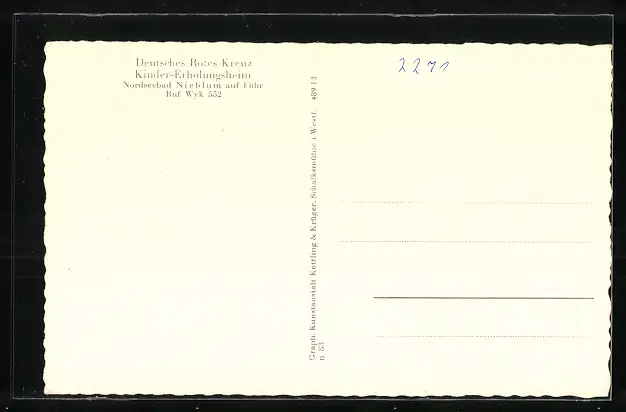 Deutsches Rotes Kreuz
Kinder-Erholungsheim
Nordseebad Nieblum auf Föhr
Ruf Wyk 552
2271
Graph. Kunstanstalt Kettling & Krüger, Schalksmühle i. Westf. 489 13
n 83